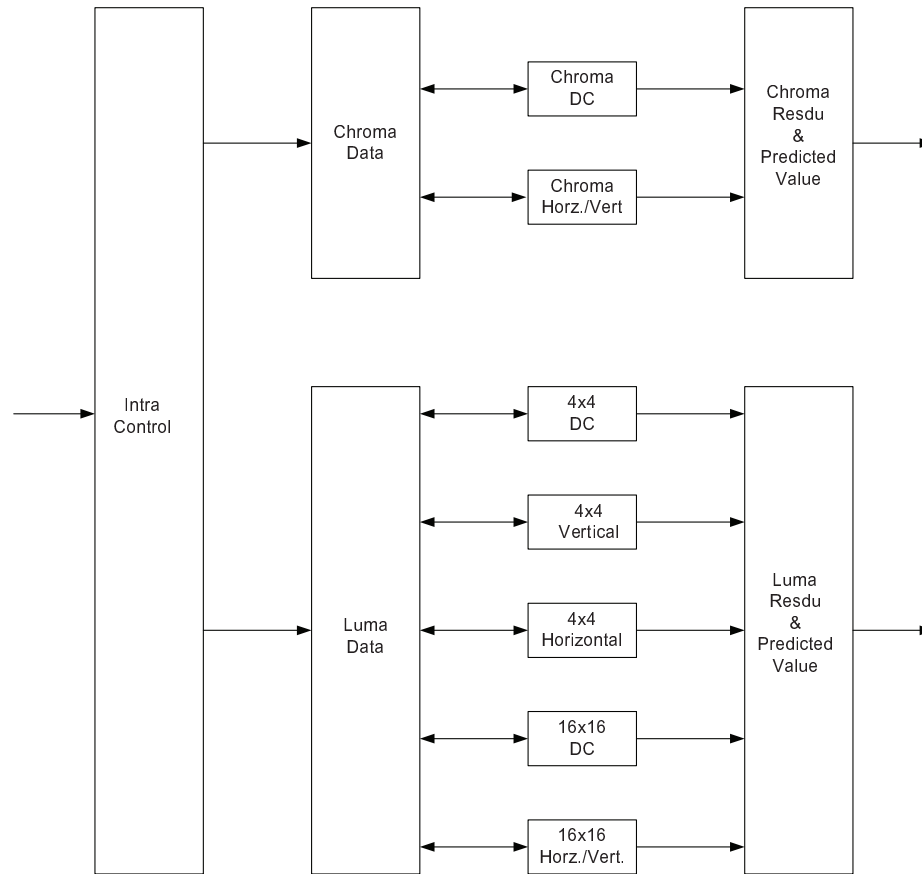 Intra
Control
Chroma
Data
Chroma
DC
Chroma
Horz./Vert
Chroma
Resdu
&
Predicted
Value
Luma
Data
4x4
DC
4x4
Vertical
4x4
Horizontal
16x16
DC
16x16
Horz./Vert.
Luma
Resdu
&
Predicted
Value